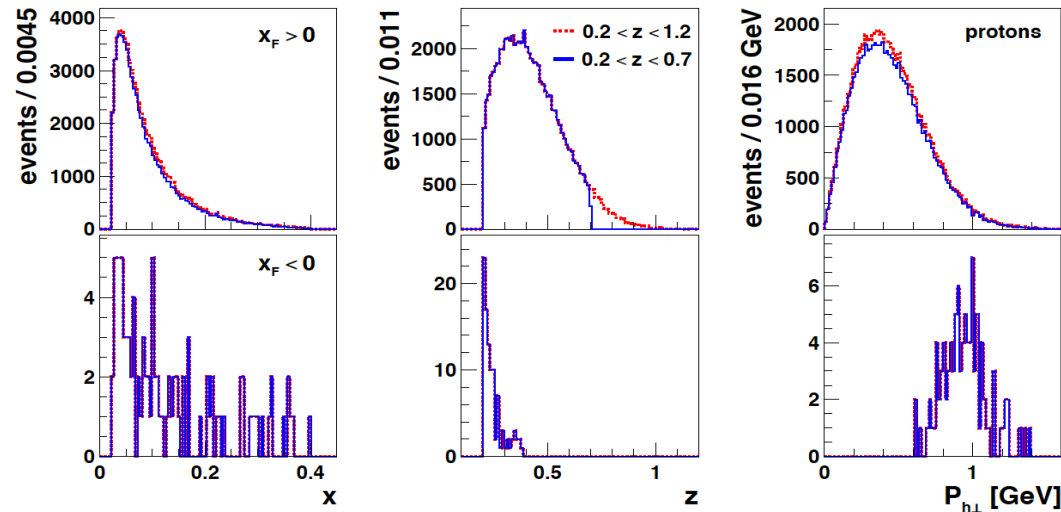 events / 0.0045
4000
3000
2000
1000
0
x_F > 0
events / 0.011
2000
1500
1000
500
0
0.2 < z < 1.2
0.2 < z < 0.7
events / 0.016 GeV
2000
1500
1000
500
0
protons
4
2
0
x_F < 0
0
0.2
0.4
x
20
10
0
0.5
1
z
6
4
2
0
0
1
P_h⊥ [GeV]